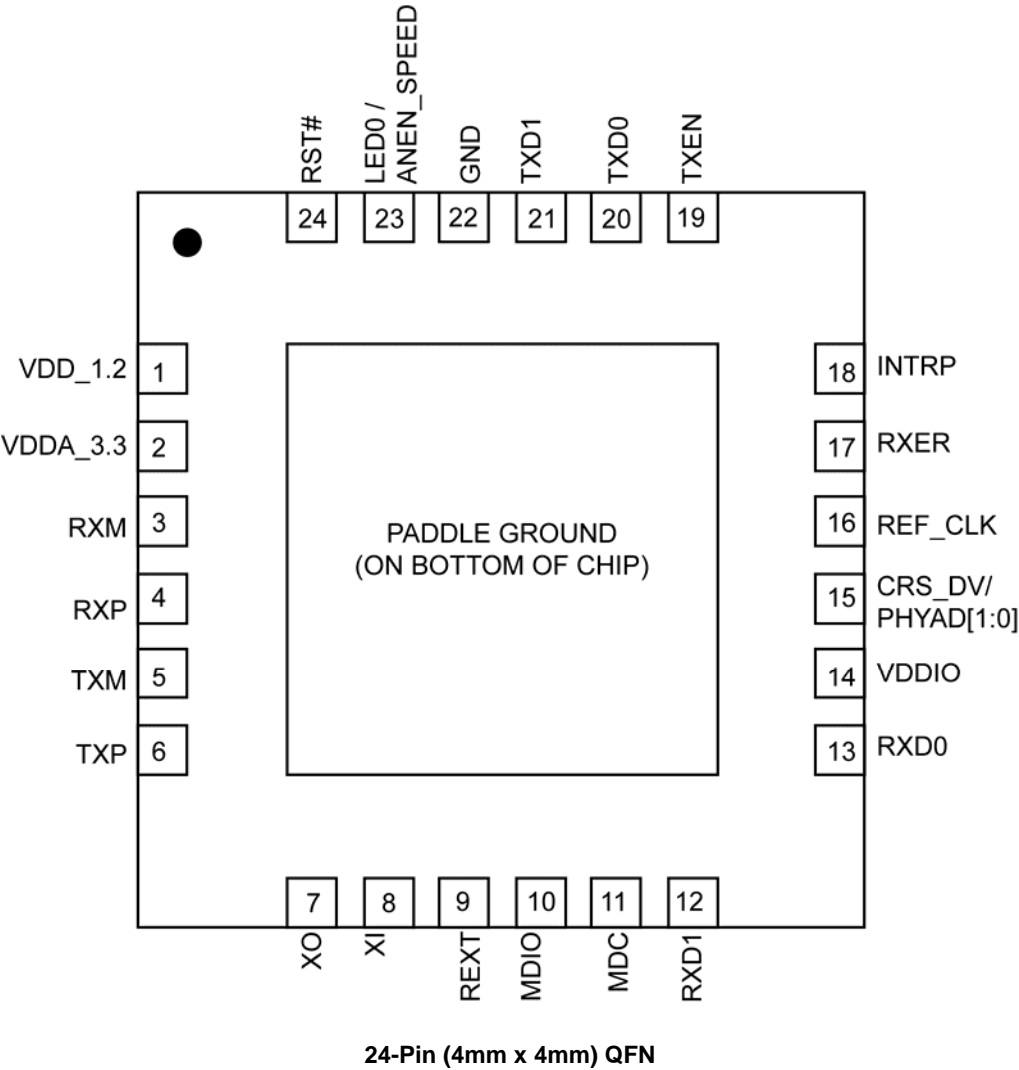 RST#
LED0 /
ANEN_SPEED
GND
TXD1
TXD0
TXEN
24
23
22
21
20
19
VDD_1.2
1
VDDA_3.3
2
RXM
3
RXP
4
TXM
5
TXP
6
PADDLE GROUND
(ON BOTTOM OF CHIP)
18
INTRP
17
RXER
16
REF_CLK
15
CRS_DV/
PHYAD[1:0]
14
VDDIO
13
RXD0
7
8
9
10
11
12
XO
XI
REXT
MDIO
MDC
RXD1
24-Pin (4mm x 4mm) QFN